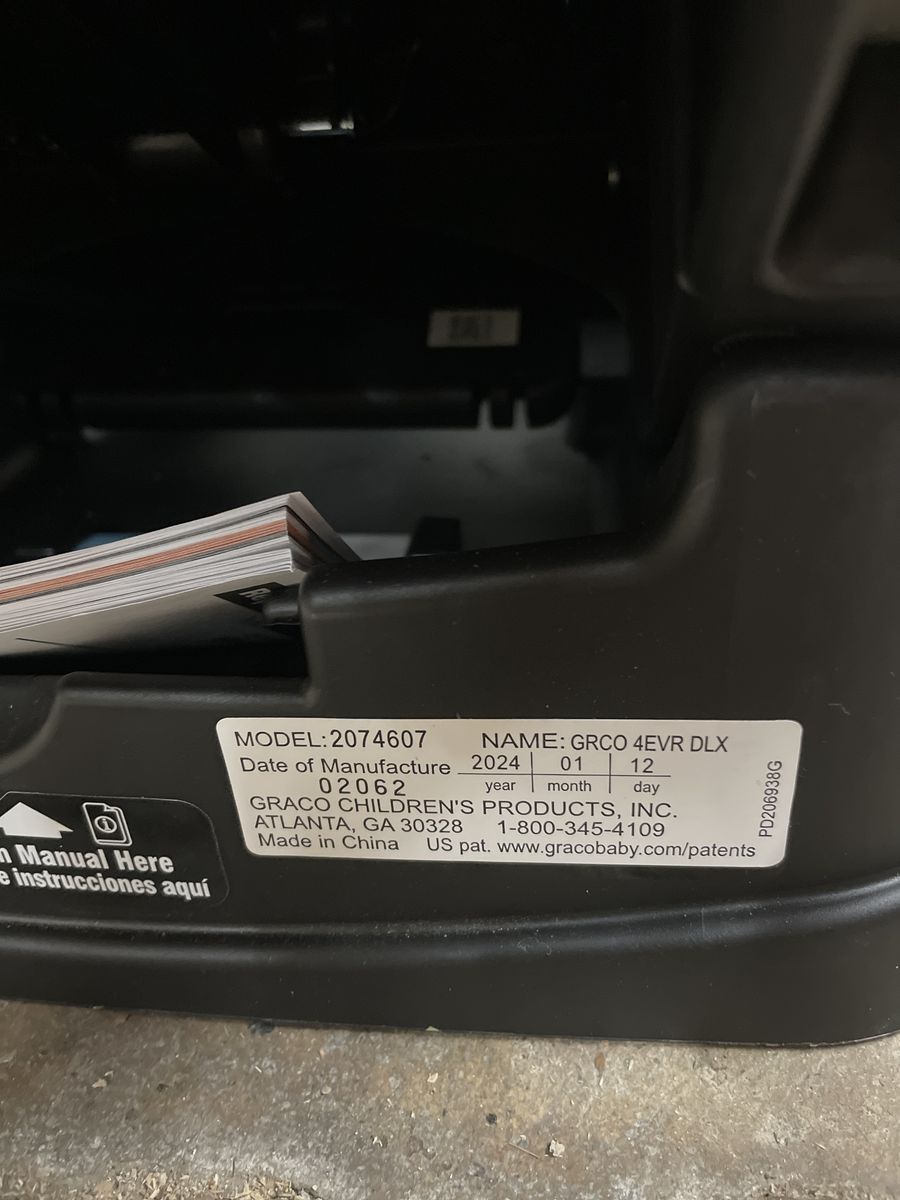 MODEL:2074607 NAME: GRCO 4EVR DLX
Date of Manufacture 2024 01 12
year month day
02062
GRACO CHILDREN'S PRODUCTS, INC.
ATLANTA, GA 30328 1-800-345-4109
Made in China US pat. www.gracobaby.com/patents
PD206938G
Manual Here
instrucciones aquí